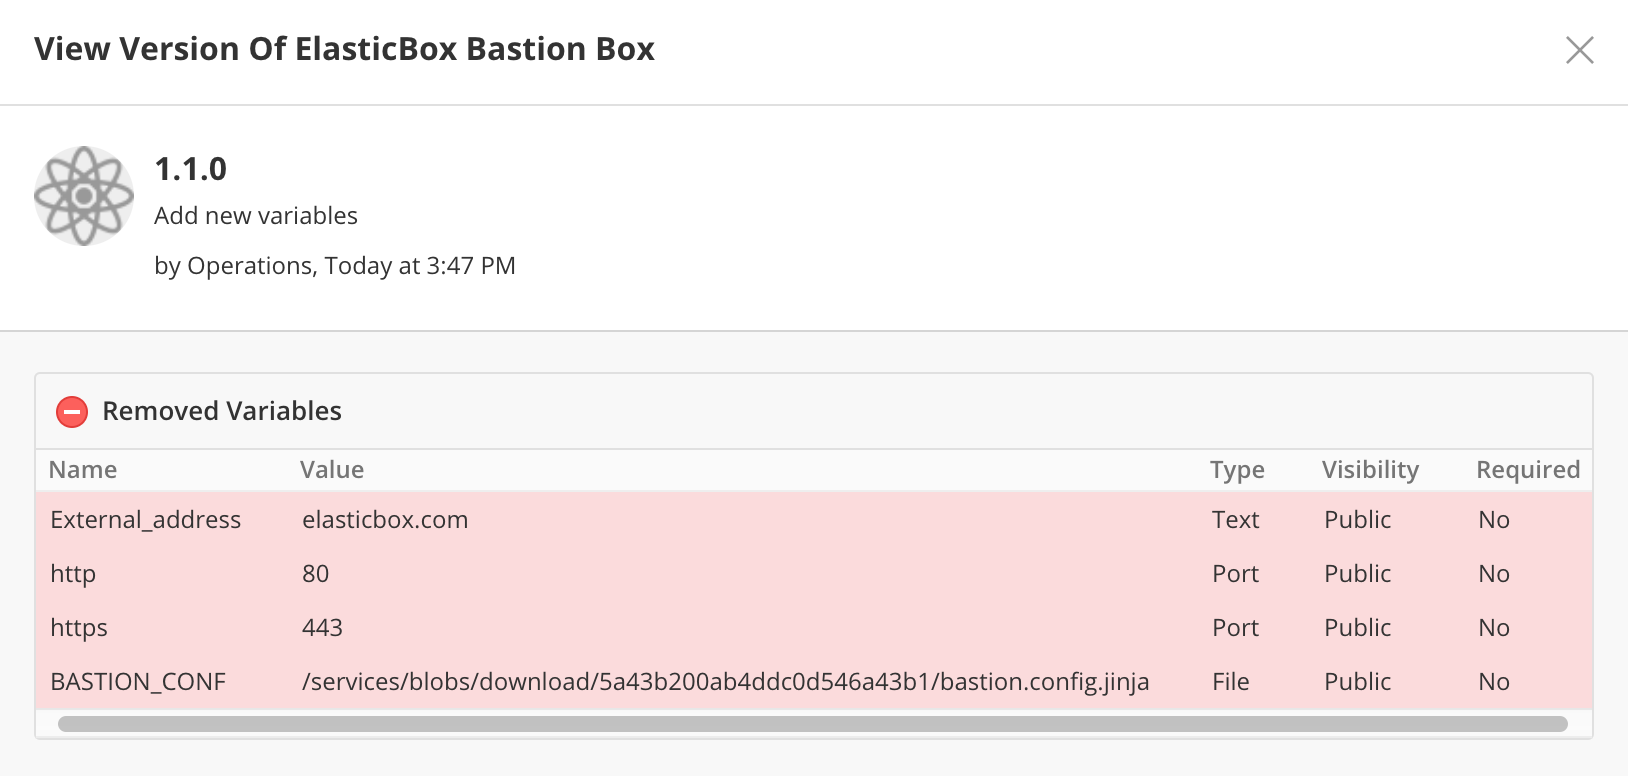 View Version Of ElasticBox Bastion Box
1.1.0
Add new variables
by Operations, Today at 3:47 PM
Removed Variables
Name Value Type Visibility Required
External_address elasticbox.com Text Public No
http 80 Port Public No
https 443 Port Public No
BASTION_CONF /services/blobs/download/5a43b200ab4ddc0d546a43b1/bastion.config.jinja File Public No